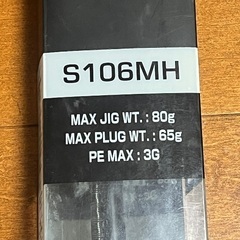 S106MH
MAX JIG WT. : 80g
MAX PLUG WT. : 65g
PE MAX : 3G